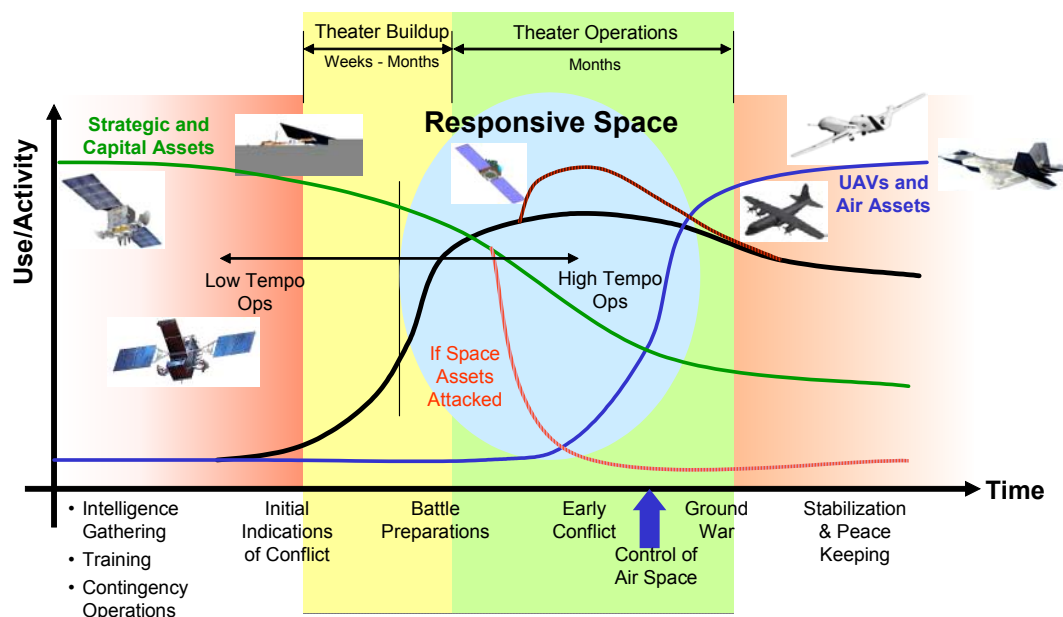 Theater Buildup
Weeks - Months
Theater Operations
Months
Use/Activity
Strategic and
Capital Assets
Responsive Space
UAVs and
Air Assets
Low Tempo
Ops
High Tempo
Ops
If Space
Assets
Attacked
Time
• Intelligence
Gathering
• Training
• Contingency
Operations
Initial
Indications
of Conflict
Battle
Preparations
Early
Conflict
Control of
Air Space
Ground
War
Stabilization
& Peace
Keeping